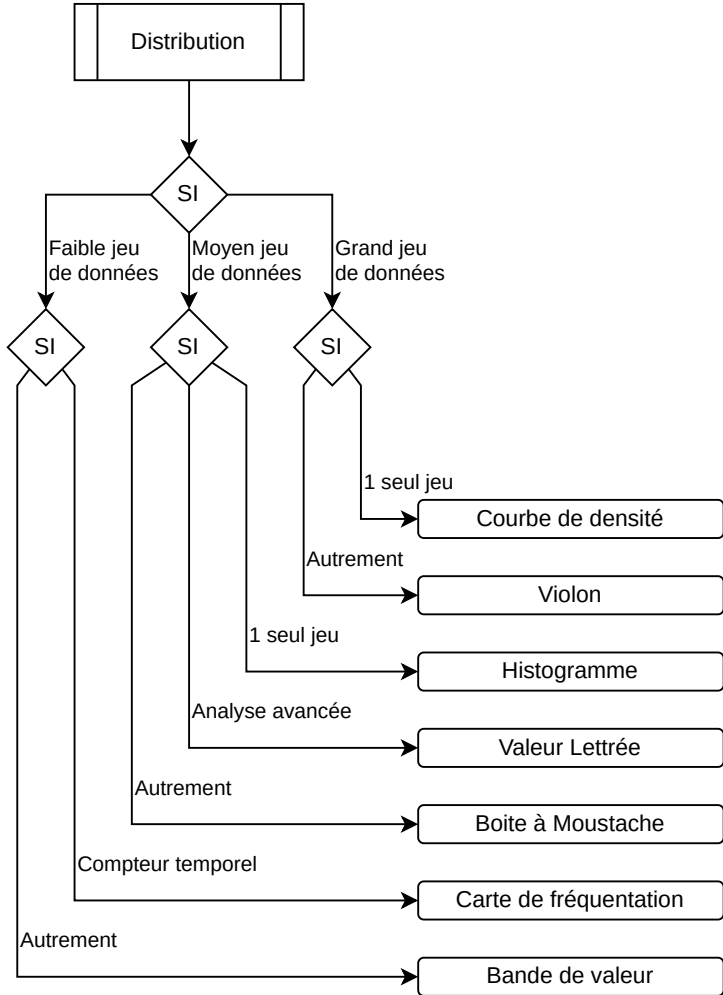 Distribution
SI
Faible jeu
de données
Moyen jeu
de données
Grand jeu
de données
SI
SI
SI
1 seul jeu
Courbe de densité
Autrement
Violon
1 seul jeu
Histogramme
Analyse avancée
Valeur Lettrée
Autrement
Boite à Moustache
Compteur temporel
Carte de fréquentation
Autrement
Bande de valeur